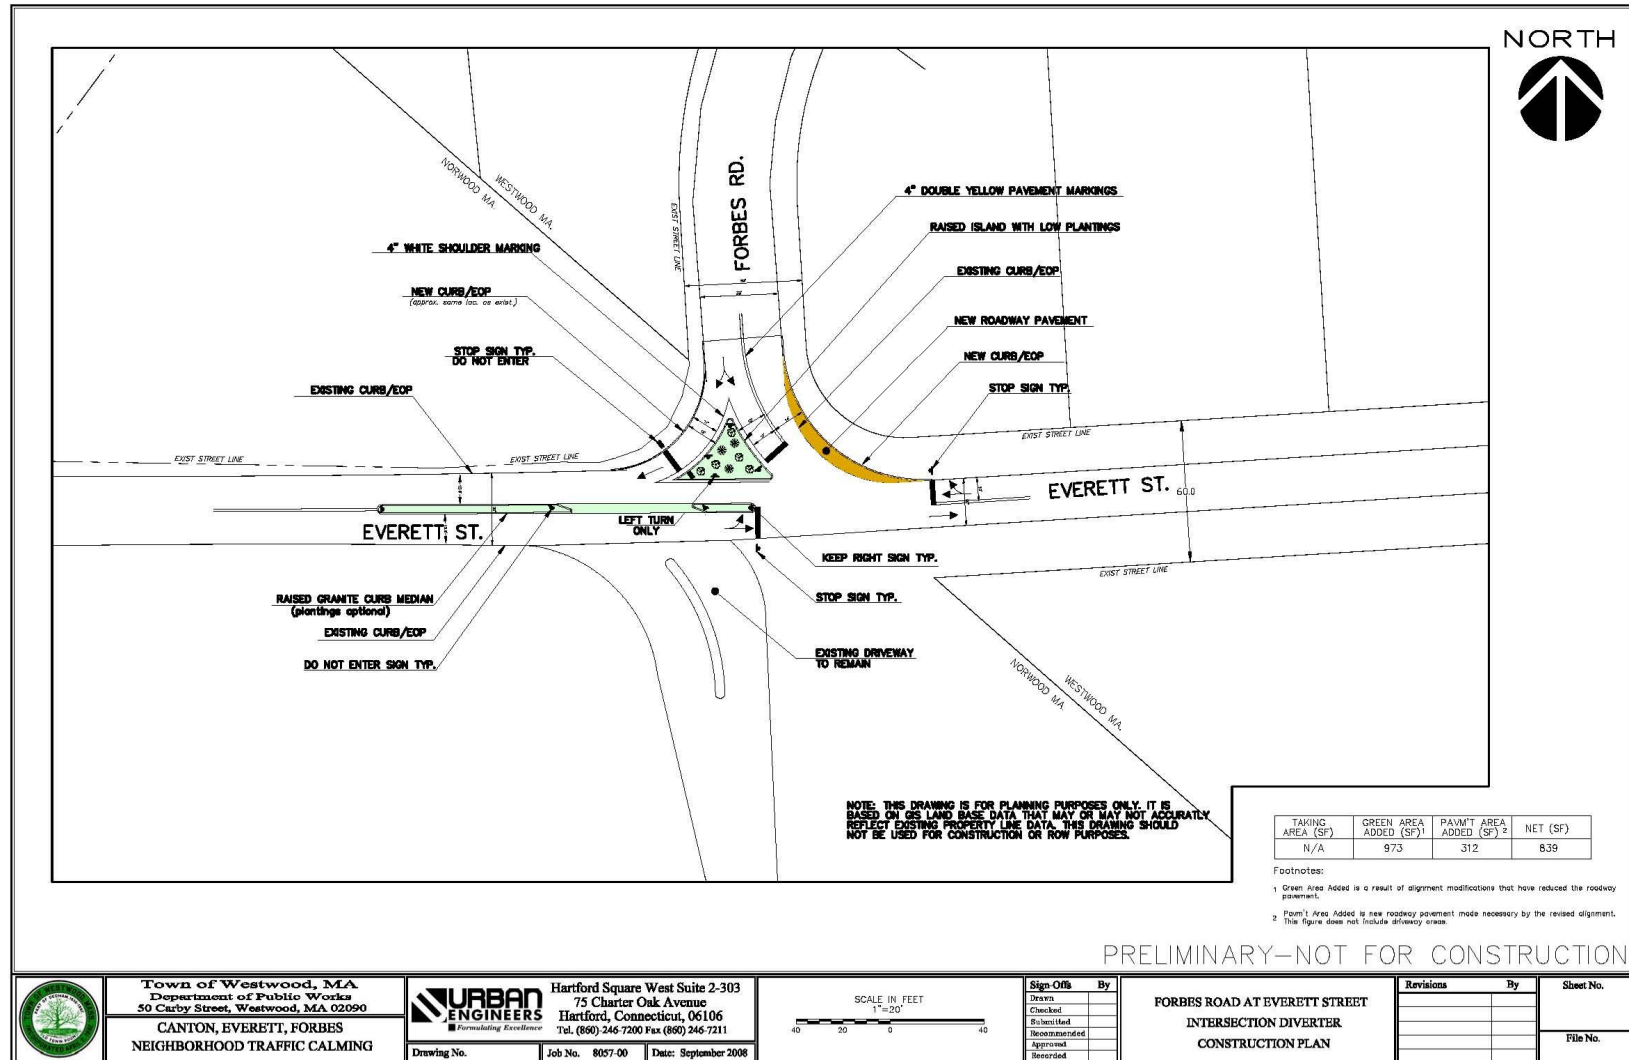 NORTH
NORWOOD MA.
WESTWOOD MA.
EXIST STREET LINE
FORBES RD.
4" DOUBLE YELLOW PAVEMENT MARKINGS
RAISED ISLAND WITH LOW PLANTINGS
4" WHITE SHOULDER MARKING
EXISTING CURB/EOP
NEW CURB/EOP
(approx. same loc. as exist.)
NEW ROADWAY PAVEMENT
STOP SIGN TYP.
DO NOT ENTER
NEW CURB/EOP
EXISTING CURB/EOP
STOP SIGN TYP.
EXIST STREET LINE
EXIST STREET LINE
EXIST STREET LINE
EVERETT ST.
60.0
EVERETT ST.
LEFT TURN
ONLY
KEEP RIGHT SIGN TYP.
EXIST STREET LINE
RAISED GRANITE CURB MEDIAN
(plantings optional)
STOP SIGN TYP.
EXISTING CURB/EOP
DO NOT ENTER SIGN TYP.
EXISTING DRIVEWAY
TO REMAIN
NORWOOD MA.
WESTWOOD MA.
NOTE: THIS DRAWING IS FOR PLANNING PURPOSES ONLY. IT IS
BASED ON GIS LAND BASE DATA THAT MAY OR MAY NOT ACCURATLY
REFLECT EXISTING PROPERTY LINE DATA. THIS DRAWING SHOULD
NOT BE USED FOR CONSTRUCTION OR ROW PURPOSES.
TAKING AREA (SF) GREEN AREA ADDED (SF)1 PAVM'T AREA ADDED (SF) 2 NET (SF)
N/A 973 312 839
Footnotes:
1 Green Area Added is a result of alignment modifications that have reduced the roadway
pavement.
2 Pavm't Area Added is new roadway pavement made necessary by the revised alignment.
This figure does not include driveway areas.
PRELIMINARY-NOT FOR CONSTRUCTION
Town of Westwood, MA
Department of Public Works
50 Carby Street, Westwood, MA 02090
CANTON, EVERETT, FORBES
NEIGHBORHOOD TRAFFIC CALMING
URBAN
ENGINEERS
Formulating Excellence
Hartford Square West Suite 2-303
75 Charter Oak Avenue
Hartford, Connecticut, 06106
Tel. (860)-246-7200 Fax (860) 246-7211
Drawing No.
Job No. 8057-00
Date: September 2008
SCALE IN FEET
1"=20'
40 20 0 40
Sign-Offs By
Drawn
Checked
Submitted
Recommended
Approved
Recorded
FORBES ROAD AT EVERETT STREET
INTERSECTION DIVERTER
CONSTRUCTION PLAN
Revisions By
Sheet No.
File No.